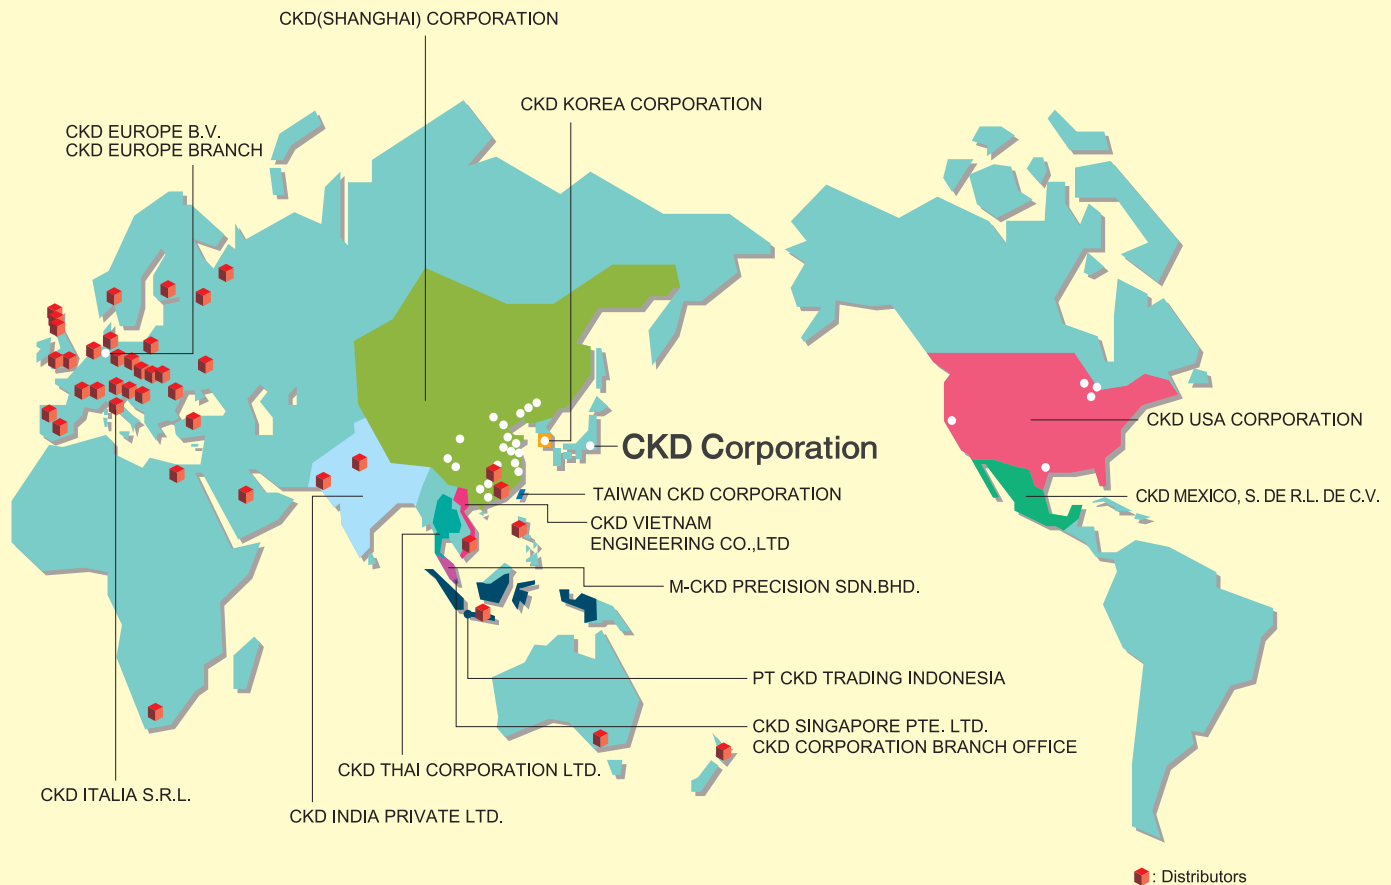 CKD(SHANGHAI) CORPORATION
CKD KOREA CORPORATION
CKD EUROPE B.V.
CKD EUROPE BRANCH
CKD USA CORPORATION
CKD Corporation
TAIWAN CKD CORPORATION
CKD MEXICO, S. DE R.L. DE C.V.
CKD VIETNAM
ENGINEERING CO.,LTD
M-CKD PRECISION SDN.BHD.
PT CKD TRADING INDONESIA
CKD SINGAPORE PTE. LTD.
CKD CORPORATION BRANCH OFFICE
CKD THAI CORPORATION LTD.
CKD ITALIA S.R.L.
CKD INDIA PRIVATE LTD.
: Distributors